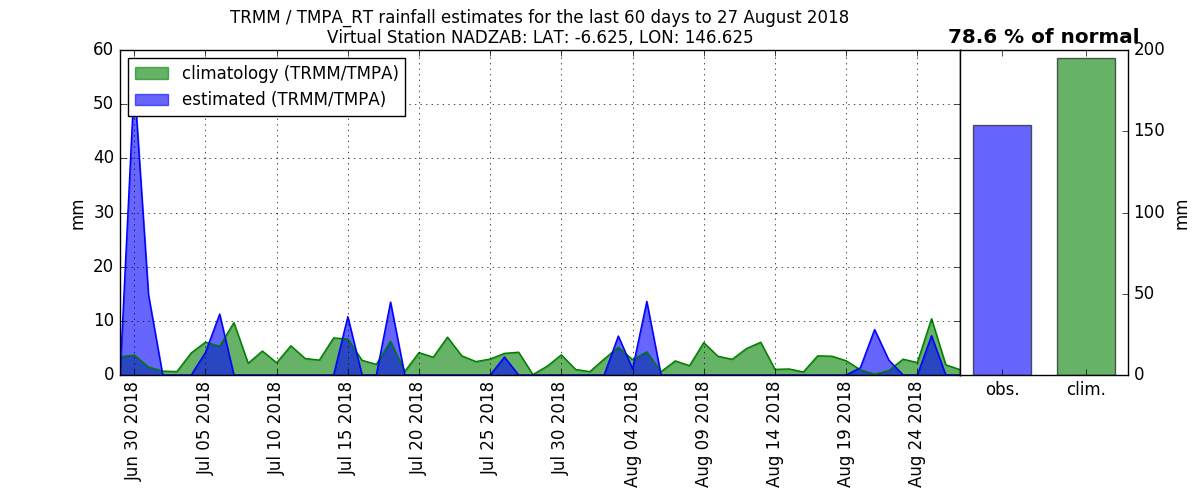 TRMM / TMPA_RT rainfall estimates for the last 60 days to 27 August 2018
Virtual Station NADZAB: LAT: -6.625, LON: 146.625
78.6 % of normal
climatology (TRMM/TMPA)
estimated (TRMM/TMPA)
60
50
40
30
20
10
0
mm
Jun 30 2018
Jul 05 2018
Jul 10 2018
Jul 15 2018
Jul 20 2018
Jul 25 2018
Jul 30 2018
Aug 04 2018
Aug 09 2018
Aug 14 2018
Aug 19 2018
Aug 24 2018
obs.
clim.
200
150
100
50
0
mm